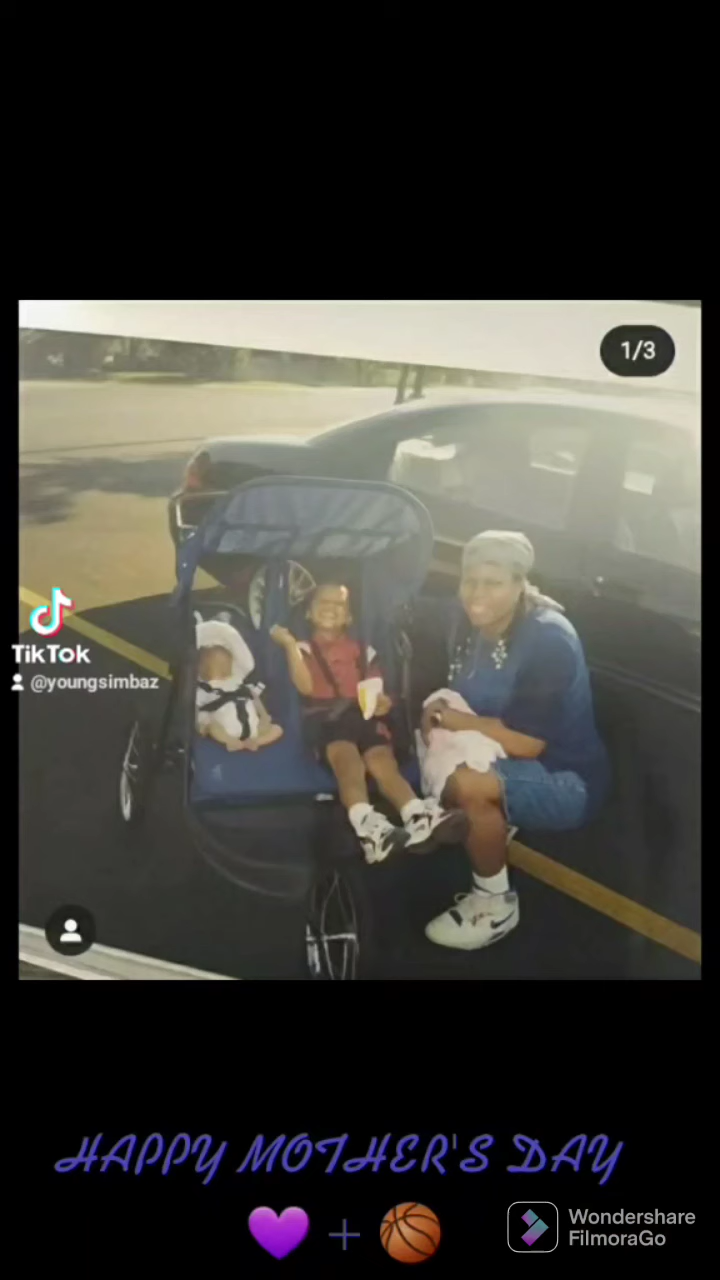 1/3
TikTok
@youngsimbaz
HAPPY MOTHER'S DAY
+
Wondershare
FilmoraGo